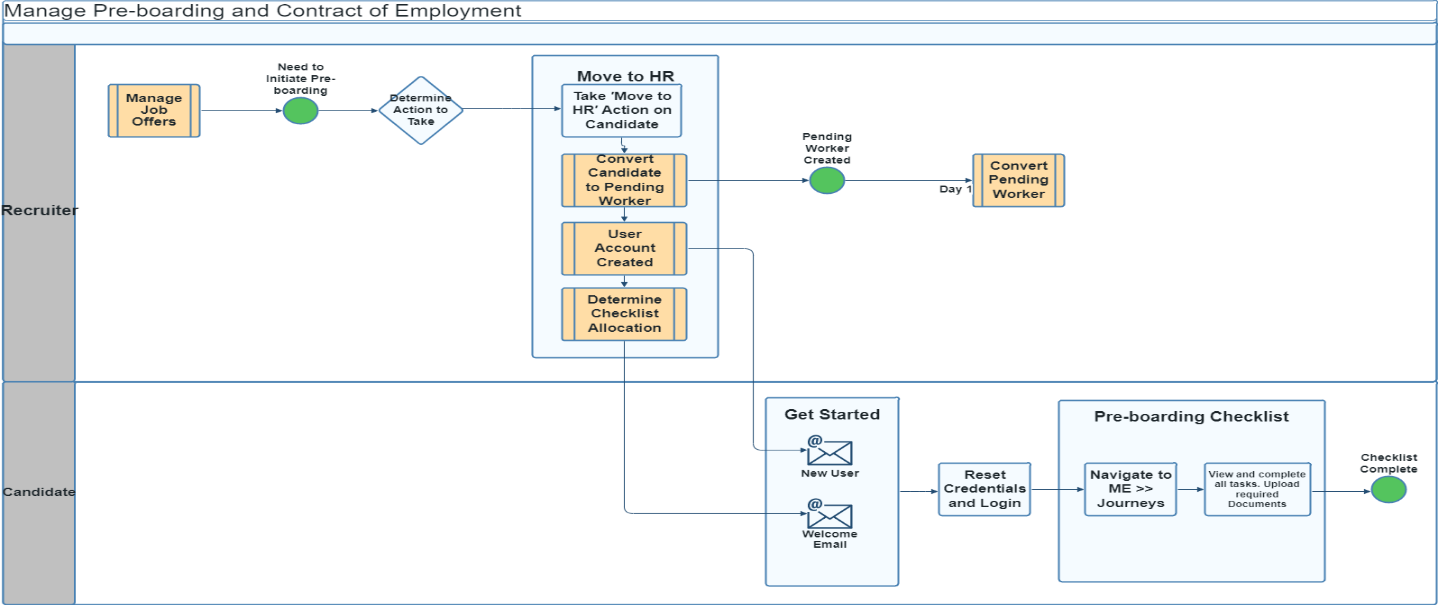 Manage Pre-boarding and Contract of Employment
Recruiter
Manage
Job
Offers
Need to
Initiate Pre-
boarding
Determine
Action to
Take
Move to HR
Take 'Move to
HR' Action on
Candidate
Convert
Candidate
to Pending
Worker
User
Account
Created
Determine
Checklist
Allocation
Pending
Worker
Created
Day 1
Convert
Pending
Worker
Candidate
Get Started
@
New User
@
Welcome
Email
Reset
Credentials
and Login
Pre-boarding Checklist
Navigate to
ME >>
Journeys
View and complete
all tasks. Upload
required
Documents
Checklist
Complete